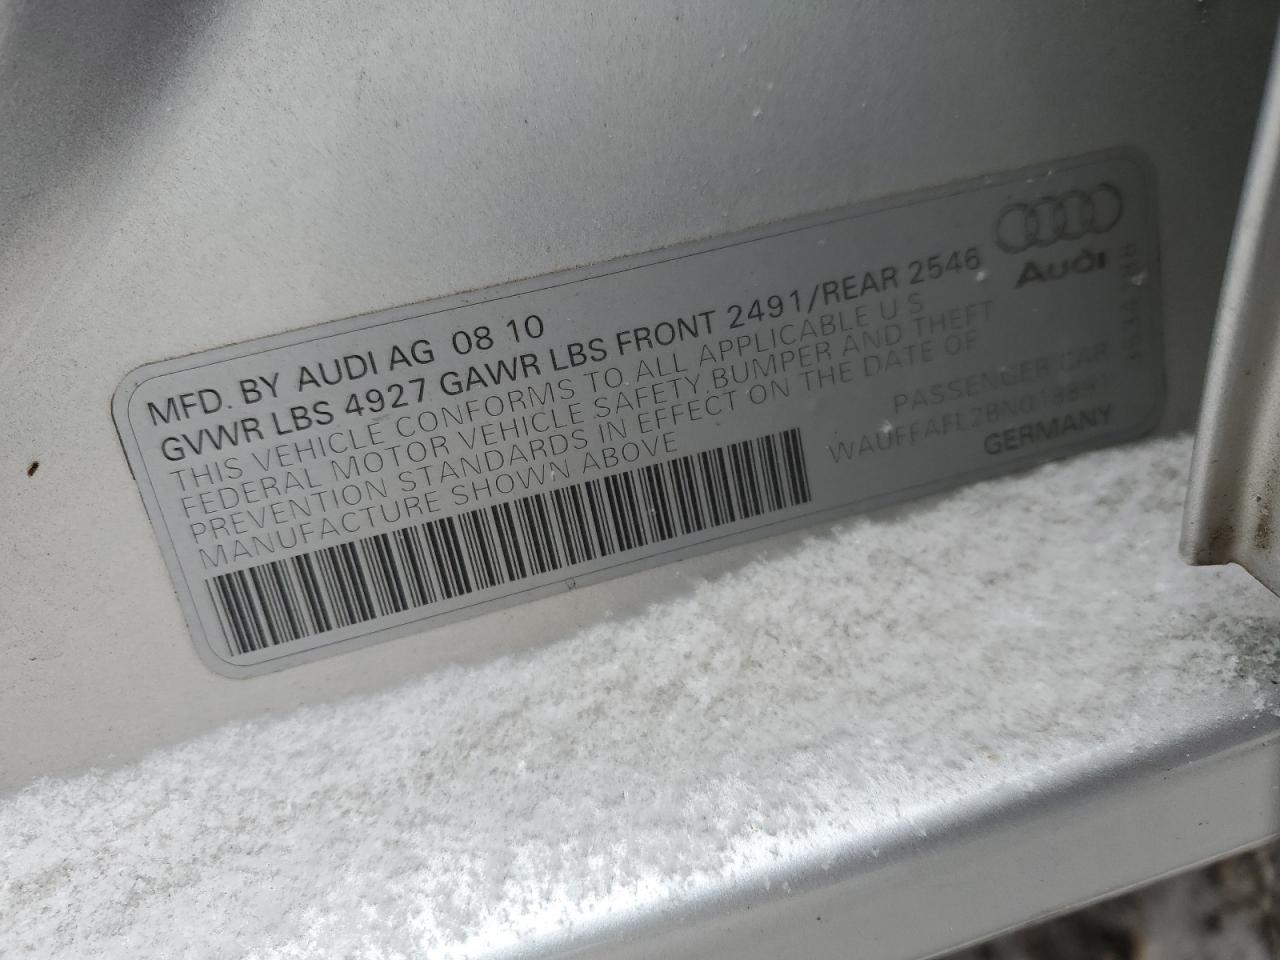 MFD. BY AUDI AG 08 10
GVWR LBS 4927 GAWR LBS FRONT 2491/REAR 2546
THIS VEHICLE CONFORMS TO ALL APPLICABLE U S
FEDERAL MOTOR VEHICLE SAFETY BUMPER AND THEFT
PREVENTION STANDARDS IN EFFECT ON THE DATE OF
MANUFACTURE SHOWN ABOVE
Audi
PASSENGER CAR
GERMANY